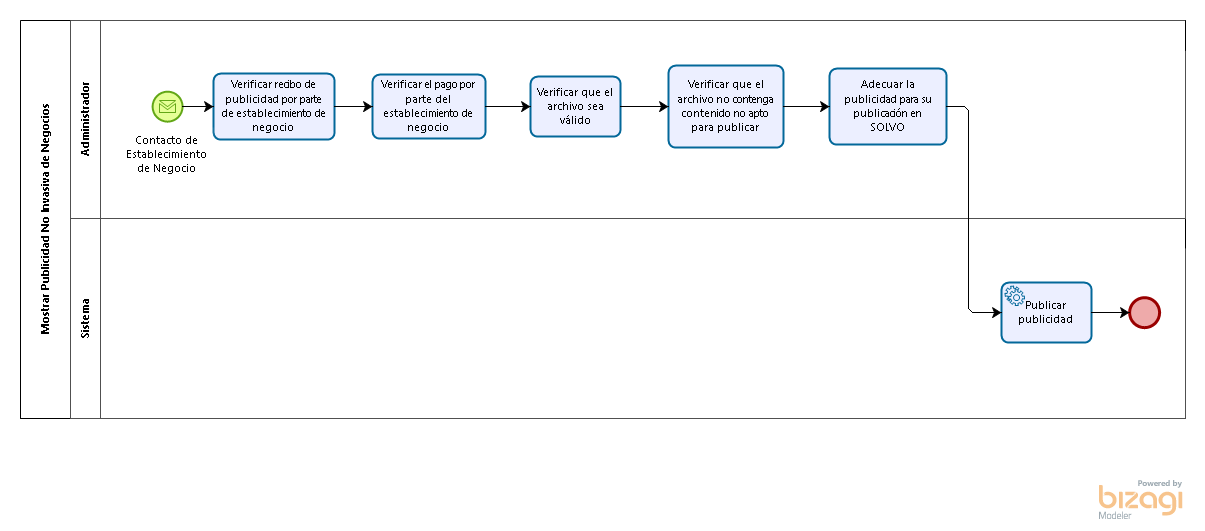 Mostrar Publicidad No Invasiva de Negocios
Administrador
Contacto de
Establecimiento
de Negocio
Verificar recibo de
publicidad por parte
de establecimiento de
negocio
Verificar el pago por
parte del
establecimiento de
negocio
Verificar que el
archivo sea
válido
Verificar que el
archivo no contenga
contenido no apto
para publicar
Adecuar la
publicidad para su
publicación en
SOLVO
Sistema
Publicar
publicidad
Powered by
bizagi
Modeler